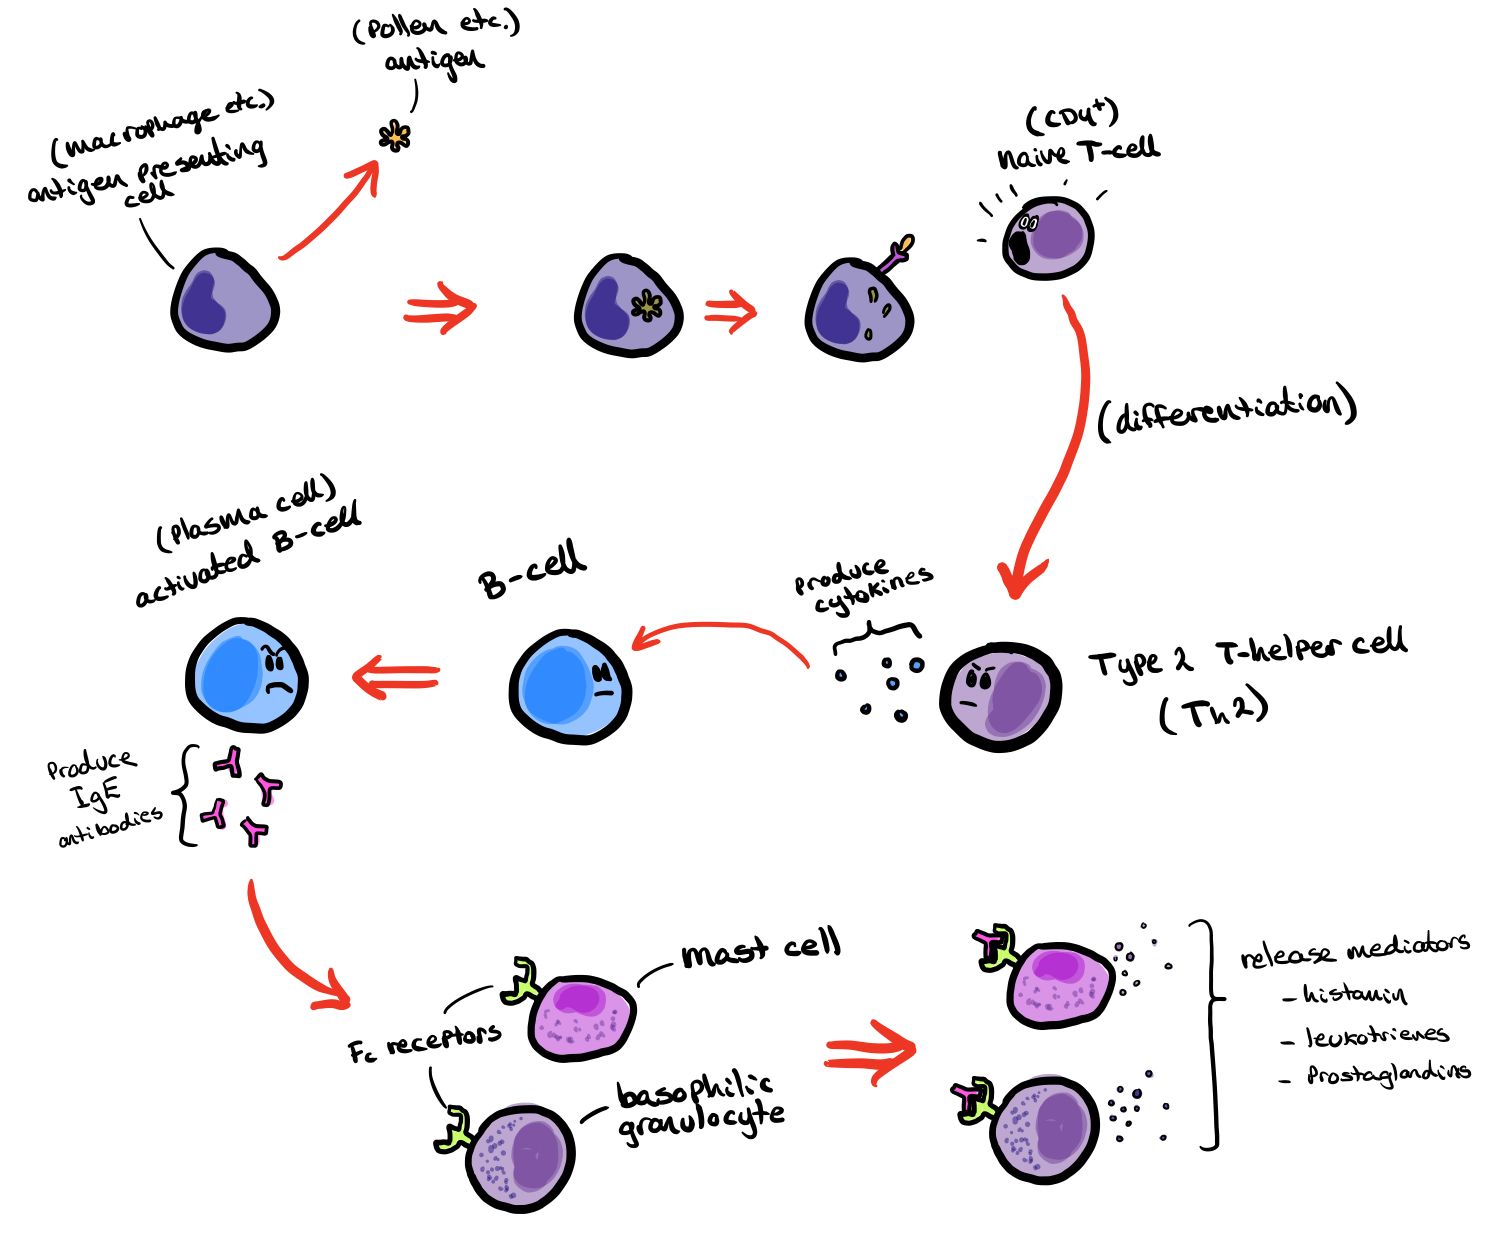 (pollen etc.)
antigen
(macrophage etc.)
antigen presenting
cell
(CD4+)
naive T-cell
(differentiation)
(plasma cell)
activated B-cell
B-cell
produce
cytokines
Type 2 T-helper cell
(Th2)
produce
IgE
antibodies
mast cell
Fc receptors
basophilic
granulocyte
release mediators
- histamin
- leukotrienes
- prostaglandins